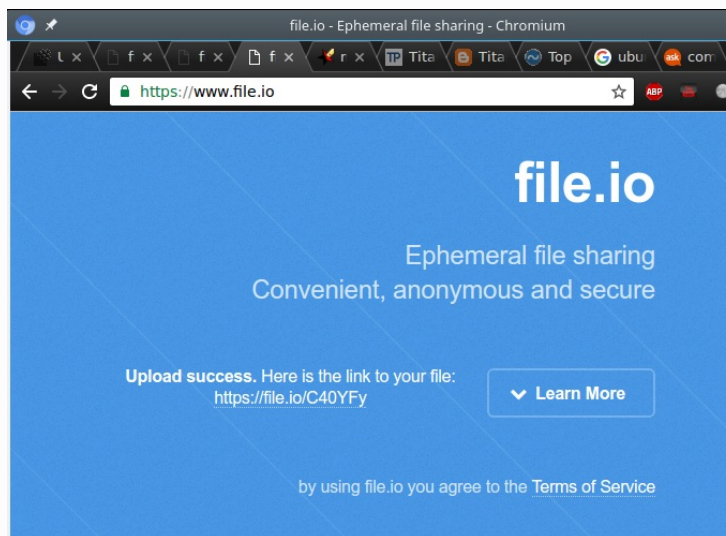 file.io - Ephemeral file sharing - Chromium
f f f r Tita Tita Top ubu com
https://www.file.io ABP
file.io
Ephemeral file sharing
Convenient, anonymous and secure
Upload success. Here is the link to your file:
https://file.io/C40YFy
Learn More
by using file.io you agree to the Terms of Service